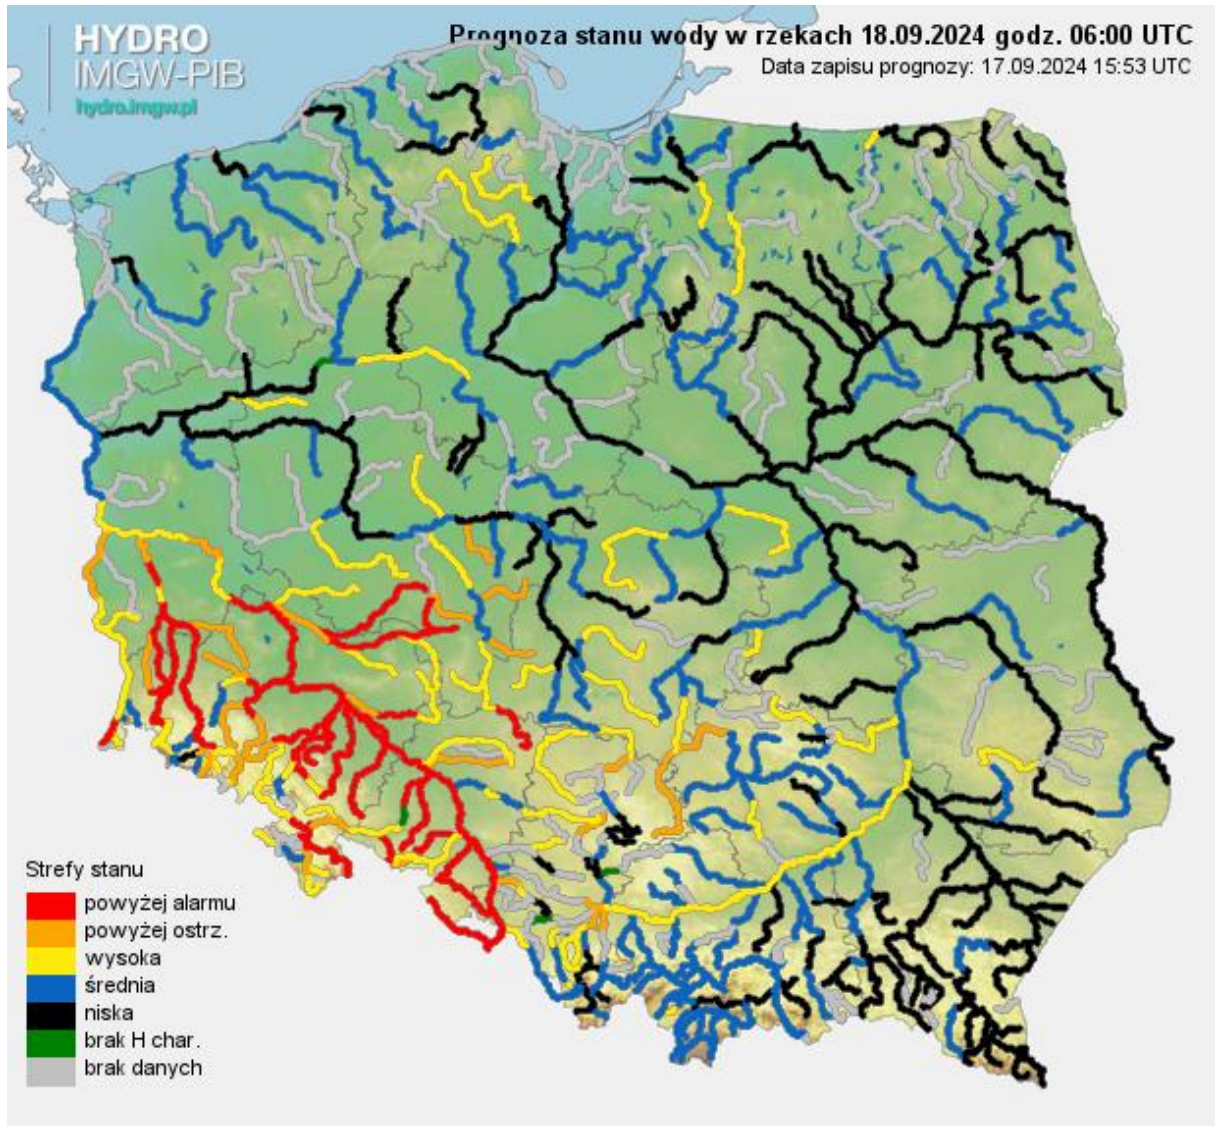 HYDRO
IMGW-PIB
hydro.imgw.pl
Prognoza stanu wody w rzekach 18.09.2024 godz. 06:00 UTC
Data zapisu prognozy: 17.09.2024 15:53 UTC
Strefy stanu
powyżej alarmu
powyżej ostrz.
wysoka
średnia
niska
brak H char.
brak danych